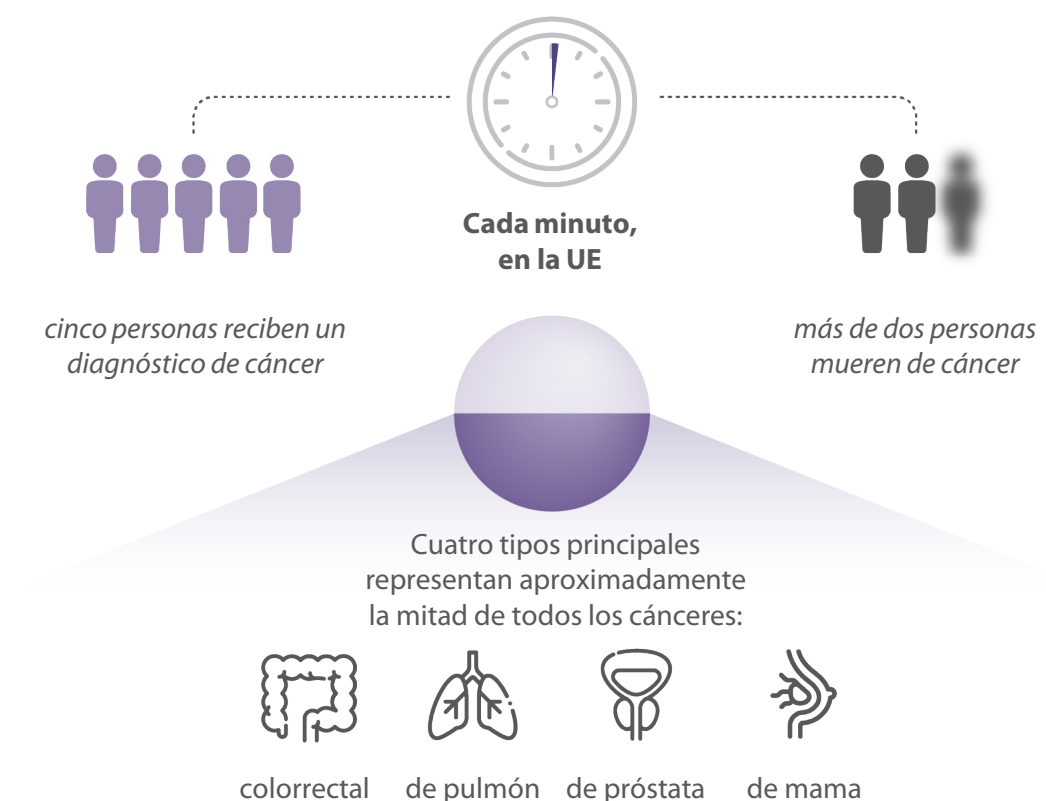 Cada minuto,
en la UE
cinco personas reciben un
diagnóstico de cáncer
más de dos personas
mueren de cáncer
Cuatro tipos principales
representan aproximadamente
la mitad de todos los cánceres:
colorrectal
de pulmón
de próstata
de mama